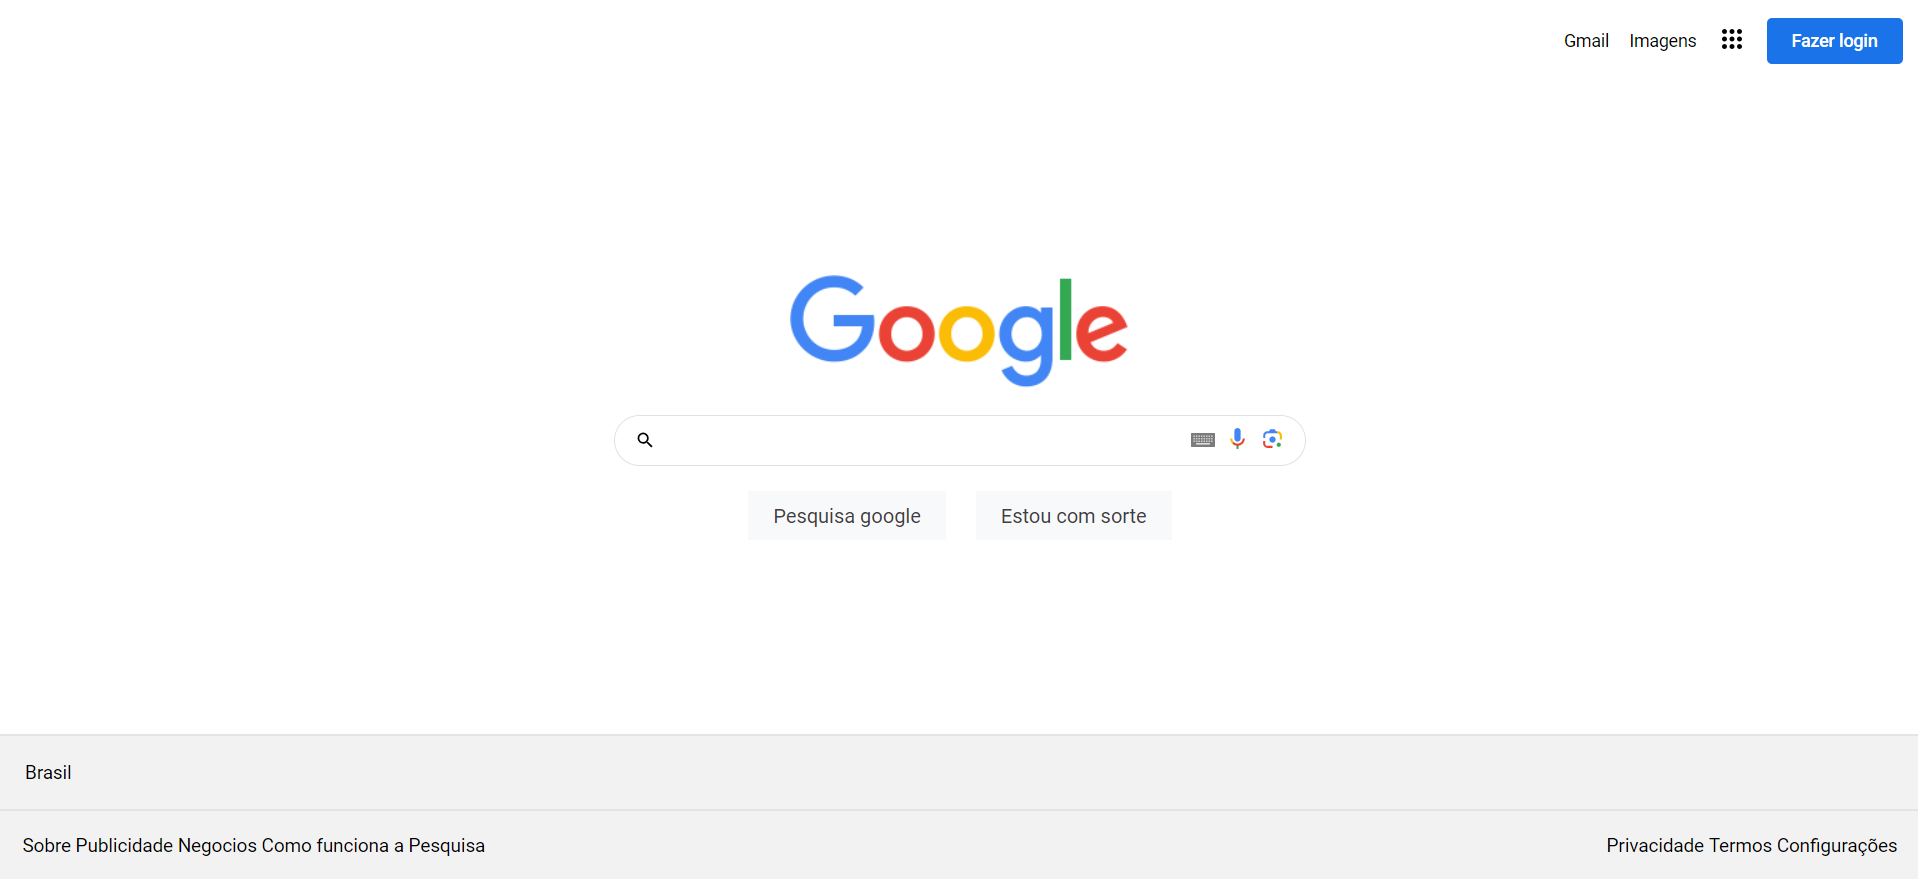 Gmail Imagens Fazer login
Google
Pesquisa google Estou com sorte
Brasil
Sobre Publicidade Negocios Como funciona a Pesquisa Privacidade Termos Configurações